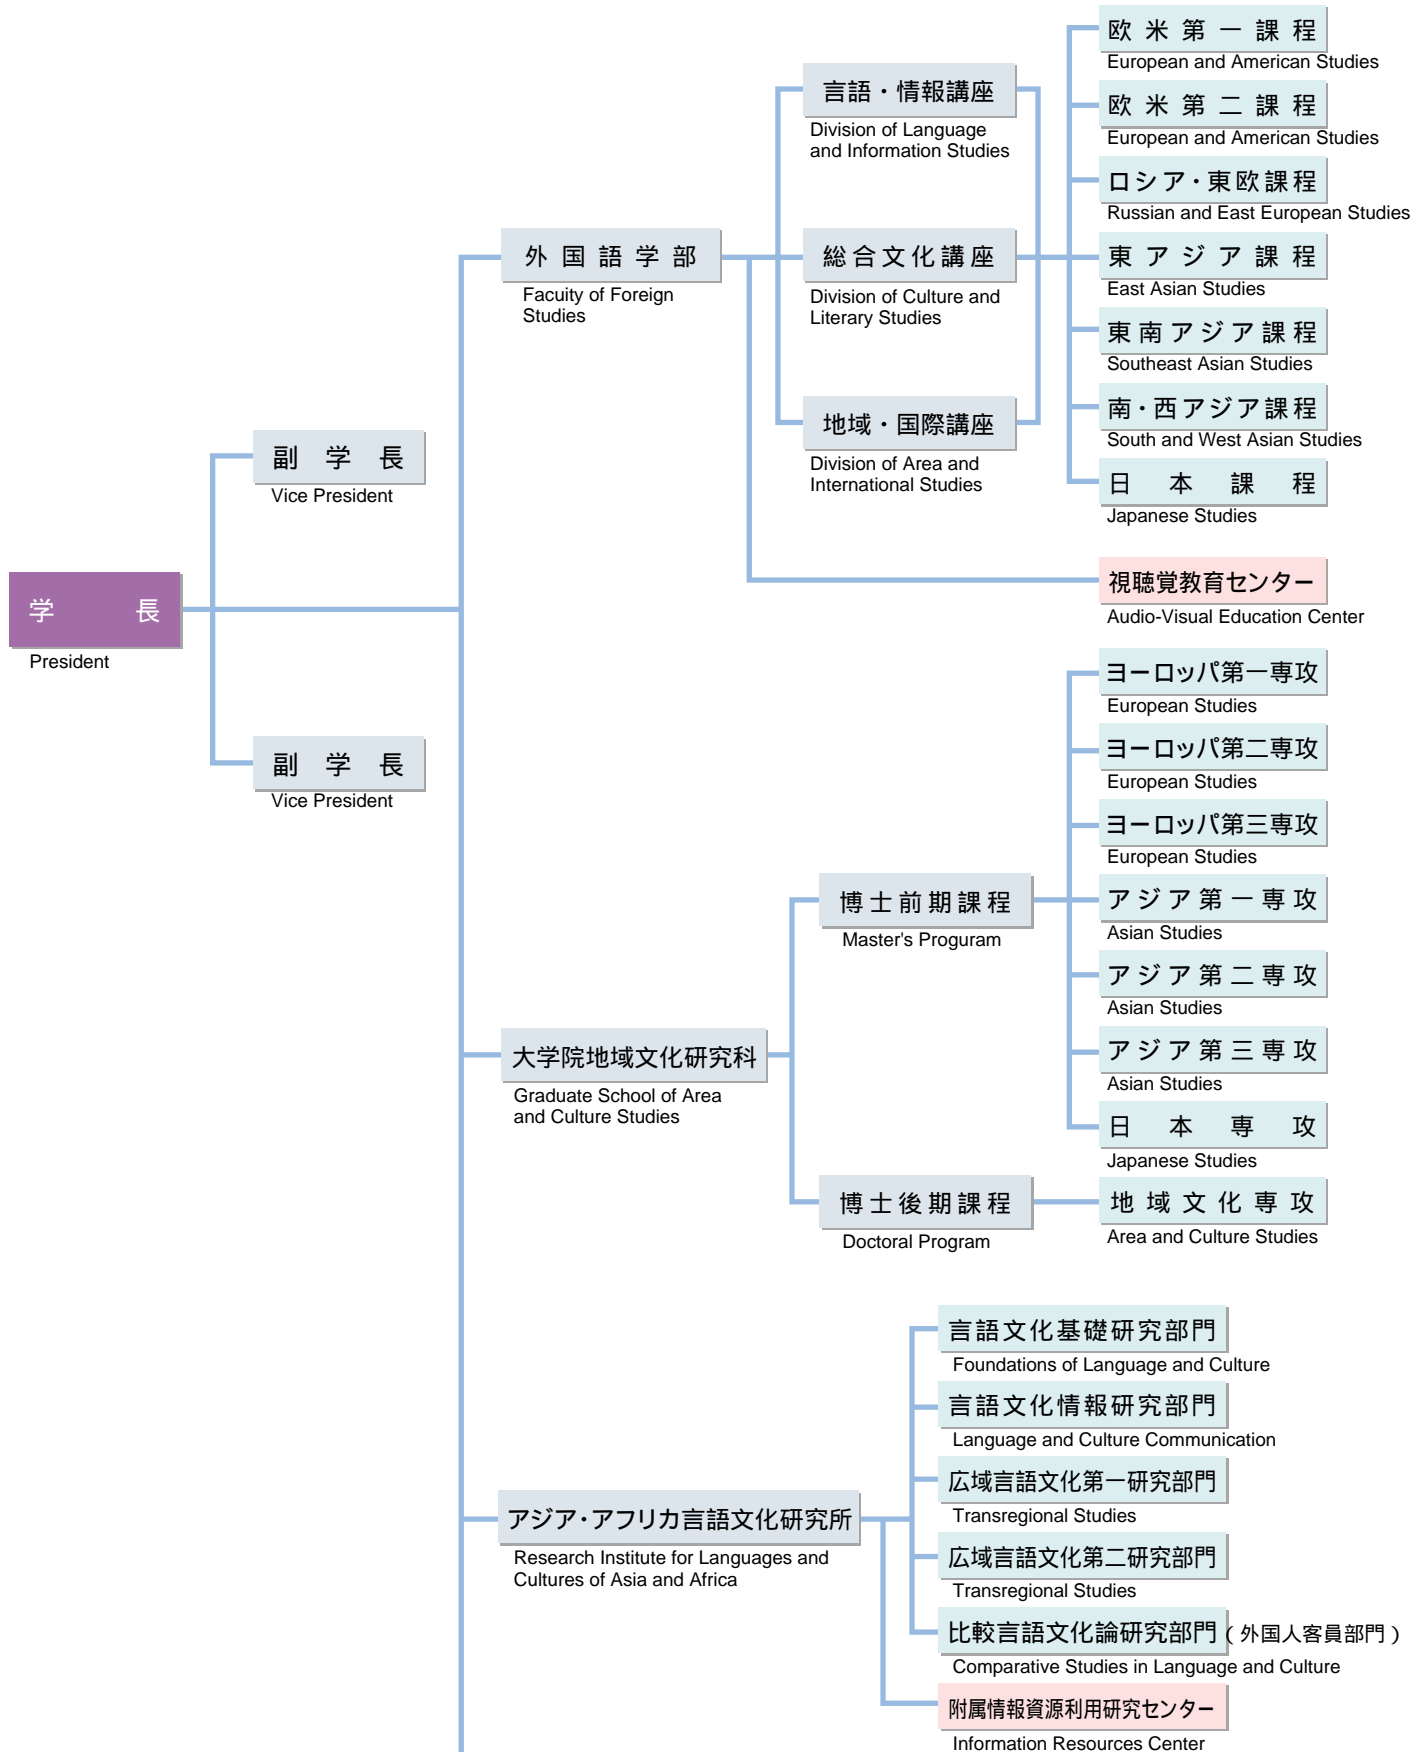 学長
President
副学長
Vice President
副学長
Vice President
外国語学部
Facuity of Foreign
Studies
言語・情報講座
Division of Language
and Information Studies
総合文化講座
Division of Culture and
Literary Studies
地域・国際講座
Division of Area and
International Studies
欧米第一課程
European and American Studies
欧米第二課程
European and American Studies
ロシア・東欧課程
Russian and East European Studies
東アジア課程
East Asian Studies
東南アジア課程
Southeast Asian Studies
南・西アジア課程
South and West Asian Studies
日本課程
Japanese Studies
視聴覚教育センター
Audio-Visual Education Center
大学院地域文化研究科
Graduate School of Area
and Culture Studies
博士前期課程
Master's Proguram
ヨーロッパ第一専攻
European Studies
ヨーロッパ第二専攻
European Studies
ヨーロッパ第三専攻
European Studies
アジア第一専攻
Asian Studies
アジア第二専攻
Asian Studies
アジア第三専攻
Asian Studies
日本専攻
Japanese Studies
博士後期課程
Doctoral Program
地域文化専攻
Area and Culture Studies
アジア・アフリカ言語文化研究所
Research Institute for Languages and
Cultures of Asia and Africa
言語文化基礎研究部門
Foundations of Language and Culture
言語文化情報研究部門
Language and Culture Communication
広域言語文化第一研究部門
Transregional Studies
広域言語文化第二研究部門
Transregional Studies
比較言語文化論研究部門(外国人客員部門)
Comparative Studies in Language and Culture
附属情報資源利用研究センター
Information Resources Center